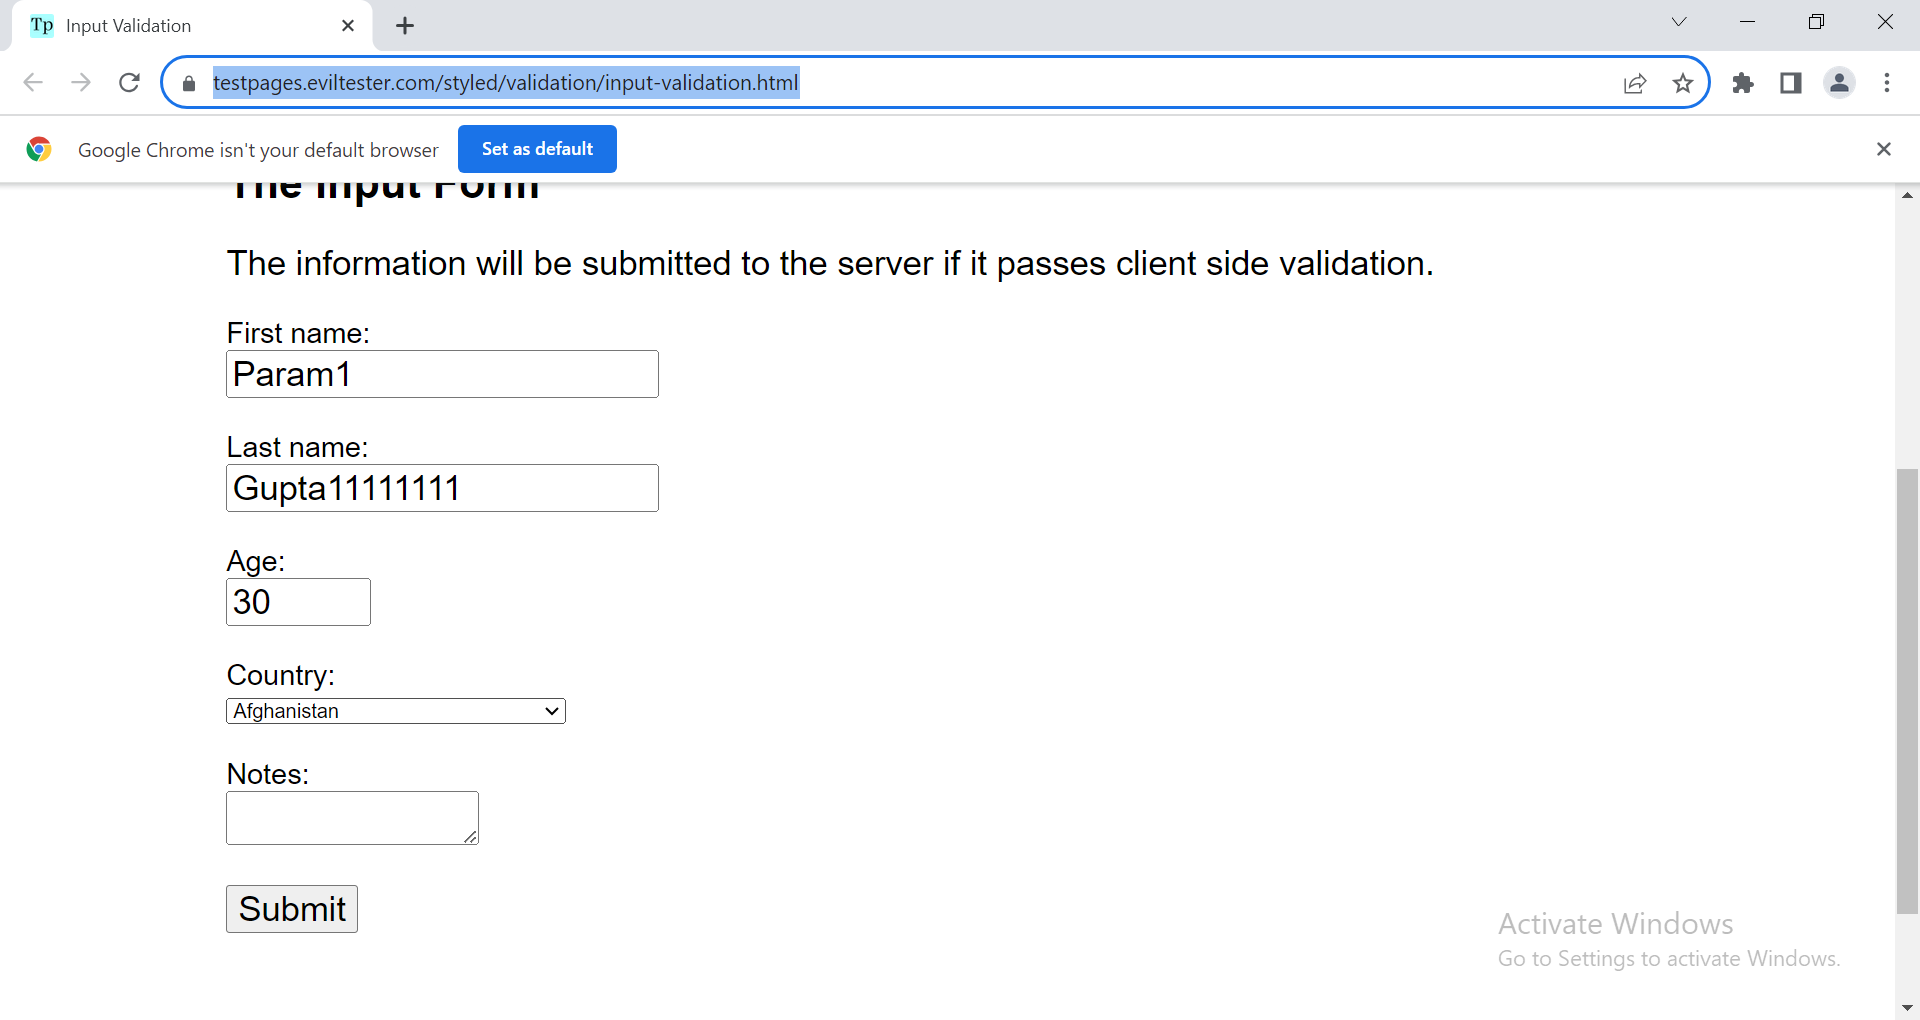 Tp Input Validation
testpages.eviltester.com/styled/validation/input-validation.html
Google Chrome isn't your default browser Set as default
The Input Form
The information will be submitted to the server if it passes client side validation.
First name:
Param1
Last name:
Gupta11111111
Age:
30
Country:
Afghanistan
Notes:
Submit
Activate Windows
Go to Settings to activate Windows.